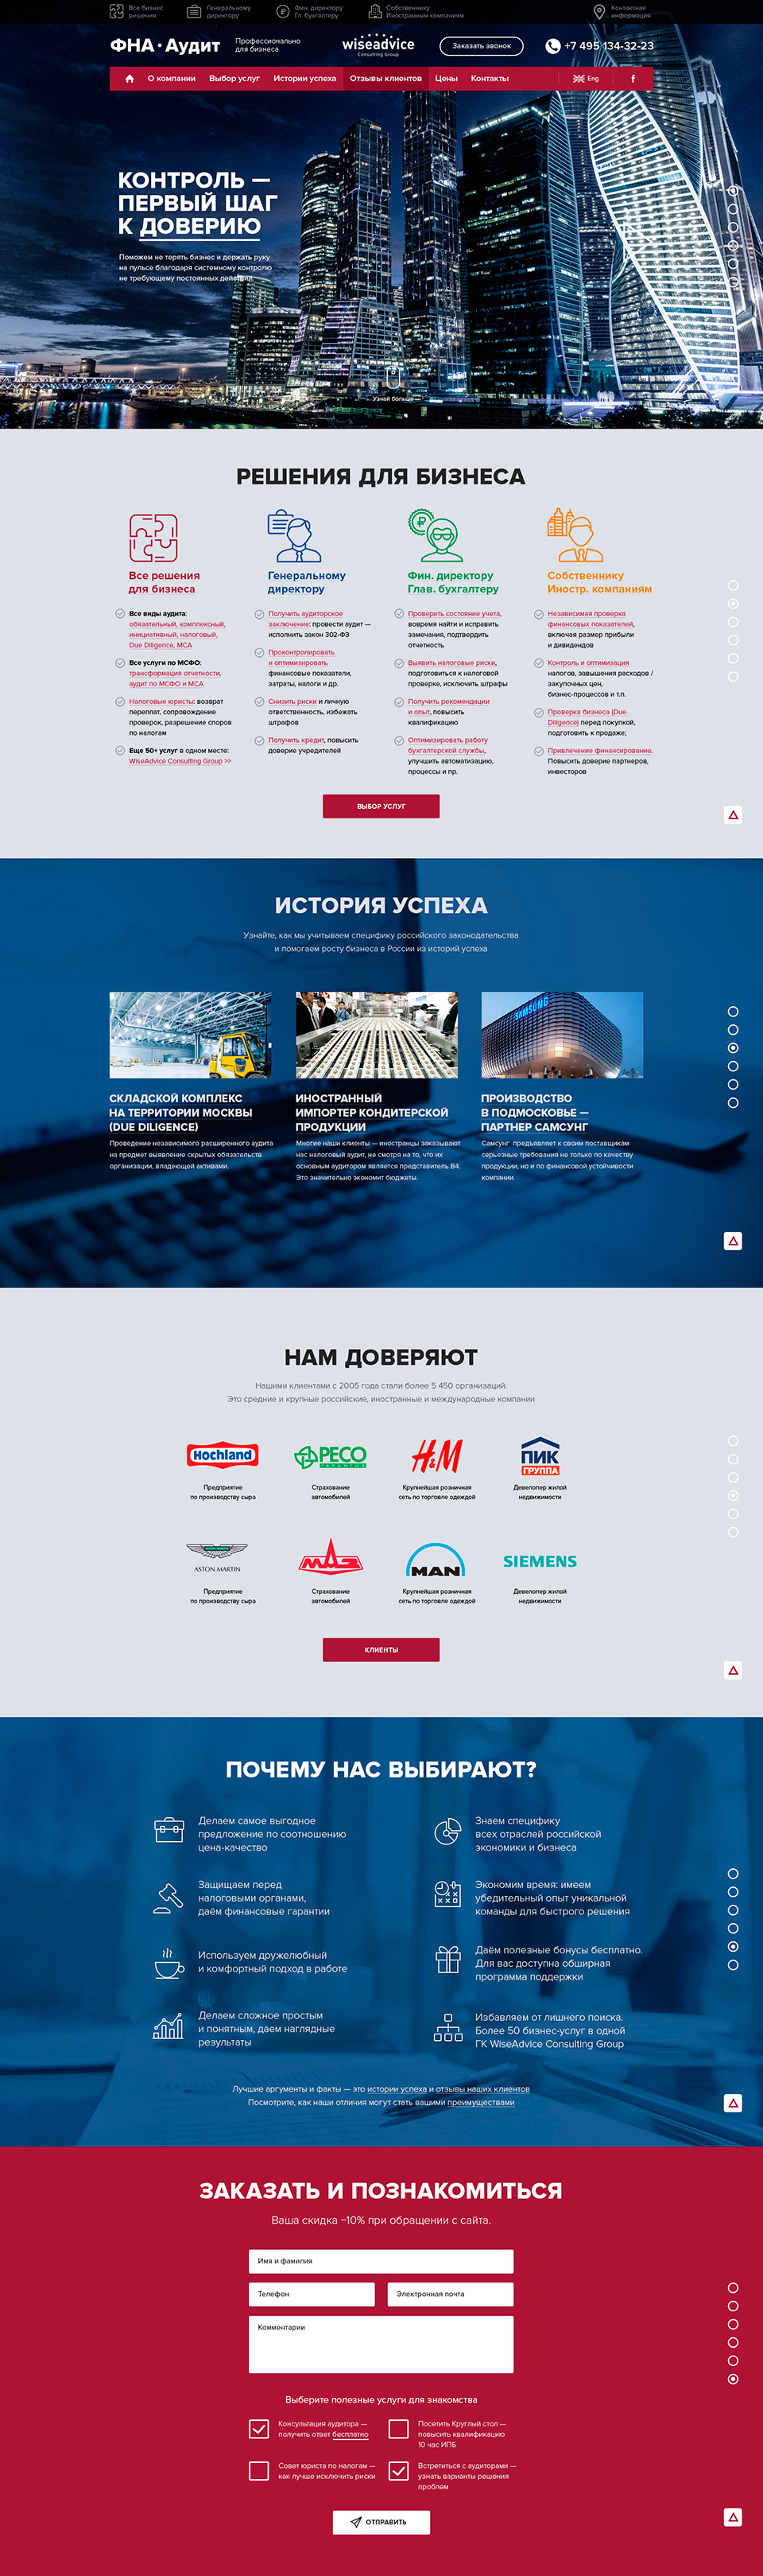 Все бизнес
решения
Генеральному
директору
Фин. директору
Гл. бухгалтеру
Собственнику
Иностранным компаниям
Контактная
информация
ФНА · Аудит
Профессионально
для бизнеса
wiseadvice
Consulting Group
Заказать звонок
+7 495 134-32-23
О компании
Выбор услуг
Истории успеха
Отзывы клиентов
Цены
Контакты
Eng
f
КОНТРОЛЬ —
ПЕРВЫЙ ШАГ
К ДОВЕРИЮ
Поможем не терять бизнес и держать руку
на пульсе благодаря системному контролю
не требующему постоянных действий.
Узнай больше
РЕШЕНИЯ ДЛЯ БИЗНЕСА
Все решения
для бизнеса
Все виды аудита:
обязательный, комплексный,
инициативный, налоговый,
Due Diligence, МСА
Все услуги по МСФО:
трансформация отчетности,
аудит по МСФО и МСА
Налоговые юристы: возврат
переплат, сопровождение
проверок, разрешение споров
по налогам
Еще 50+ услуг в одном месте:
WiseAdvice Consulting Group >>
Генеральному
директору
Получить аудиторское
заключение: провести аудит —
исполнить закон 302-ФЗ
Проконтролировать
и оптимизировать
финансовые показатели,
затраты, налоги и др.
Снизить риски и личную
ответственность, избежать
штрафов
Получить кредит, повысить
доверие учредителей
Фин. директору
Глав. бухгалтеру
Проверить состояние учета,
вовремя найти и исправить
замечания, подтвердить
отчетность
Выявить налоговые риски,
подготовиться к налоговой
проверке, исключить штрафы
Получить рекомендации
и опыт, повысить
квалификацию
Оптимизировать работу
бухгалтерской службы,
улучшить автоматизацию,
процессы и пр.
Собственнику
Иностр. компаниям
Независимая проверка
финансовых показателей,
включая размер прибыли
и дивидендов
Контроль и оптимизация
налогов, завышения расходов /
закупочных цен,
бизнес-процессов и т.п.
Проверка бизнеса (Due
Diligence) перед покупкой,
подготовить к продаже;
Привлечение финансирование.
Повысить доверие партнеров,
инвесторов
ВЫБОР УСЛУГ
ИСТОРИЯ УСПЕХА
Узнайте, как мы учитываем специфику российского законодательства
и помогаем росту бизнеса в России из историй успеха
SAMSUNG
СКЛАДСКОЙ КОМПЛЕКС
НА ТЕРРИТОРИИ МОСКВЫ
(DUE DILIGENCE)
Проведение независимого расширенного аудита
на предмет выявление скрытых обязательств
организации, владеющей активами.
ИНОСТРАННЫЙ
ИМПОРТЕР КОНДИТЕРСКОЙ
ПРОДУКЦИИ
Многие наши клиенты — иностранцы заказывают
нас налоговый аудит, не смотря на то, что их
основным аудитором является представитель B4.
Это значительно экономит бюджеты.
ПРОИЗВОДСТВО
В ПОДМОСКОВЬЕ —
ПАРТНЕР САМСУНГ
Самсунг предъявляет к своим поставщикам
серьезные требования не только по качеству
продукции, но и по финансовой устойчивости
компании.
НАМ ДОВЕРЯЮТ
Нашими клиентами с 2005 года стали более 5 450 организаций.
Это средние и крупные российские, иностранные и международные компании
Hochland
РЕСО
ГАРАНТИЯ
H&M
ПИК
ГРУППА
Предприятие
по производству сыра
Страхование
автомобилей
Крупнейшая розничная
сеть по торговле одеждой
Девелопер жилой
недвижимости
ASTON MARTIN
ASTON MARTIN
МАЗ
MAN
SIEMENS
Предприятие
по производству сыра
Страхование
автомобилей
Крупнейшая розничная
сеть по торговле одеждой
Девелопер жилой
недвижимости
КЛИЕНТЫ
ПОЧЕМУ НАС ВЫБИРАЮТ?
Делаем самое выгодное
предложение по соотношению
цена-качество
Знаем специфику
всех отраслей российской
экономики и бизнеса
Защищаем перед
налоговыми органами,
даём финансовые гарантии
Экономим время: имеем
убедительный опыт уникальной
команды для быстрого решения
Используем дружелюбный
и комфортный подход в работе
Даём полезные бонусы бесплатно.
Для вас доступна обширная
программа поддержки
Делаем сложное простым
и понятным, даем наглядные
результаты
Избавляем от лишнего поиска.
Более 50 бизнес-услуг в одной
ГК WiseAdvice Consulting Group
Лучшие аргументы и факты — это истории успеха и отзывы наших клиентов
Посмотрите, как наши отличия могут стать вашими преимуществами
ЗАКАЗАТЬ И ПОЗНАКОМИТЬСЯ
Ваша скидка –10% при обращении с сайта.
Имя и фамилия
Телефон
Электронная почта
Комментарии
Выберите полезные услуги для знакомства
Консультация аудитора —
получить ответ бесплатно
Посетить Круглый стол —
повысить квалификацию
10 час ИПБ
Совет юриста по налогам —
как лучше исключить риски
Встретиться с аудиторами —
узнать варианты решения
проблем
ОТПРАВИТЬ